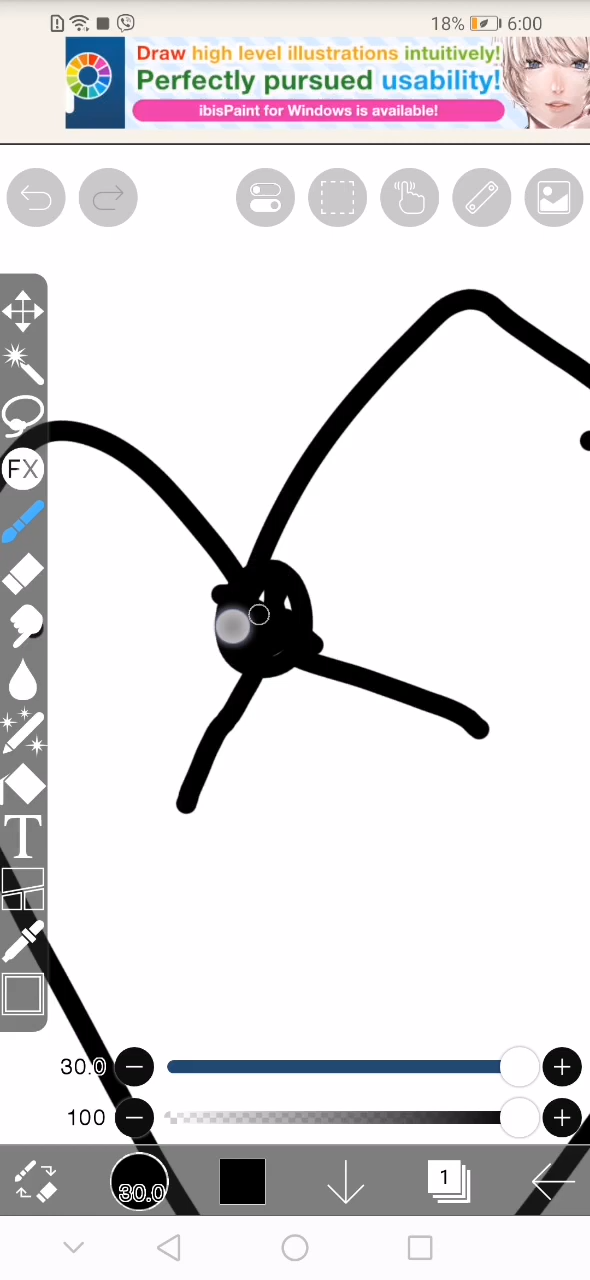 18% 6:00
Draw high level illustrations intuitively!
Perfectly pursued usability!
ibisPaint for Windows is available!
FX
T
30.0
100
30.0
1